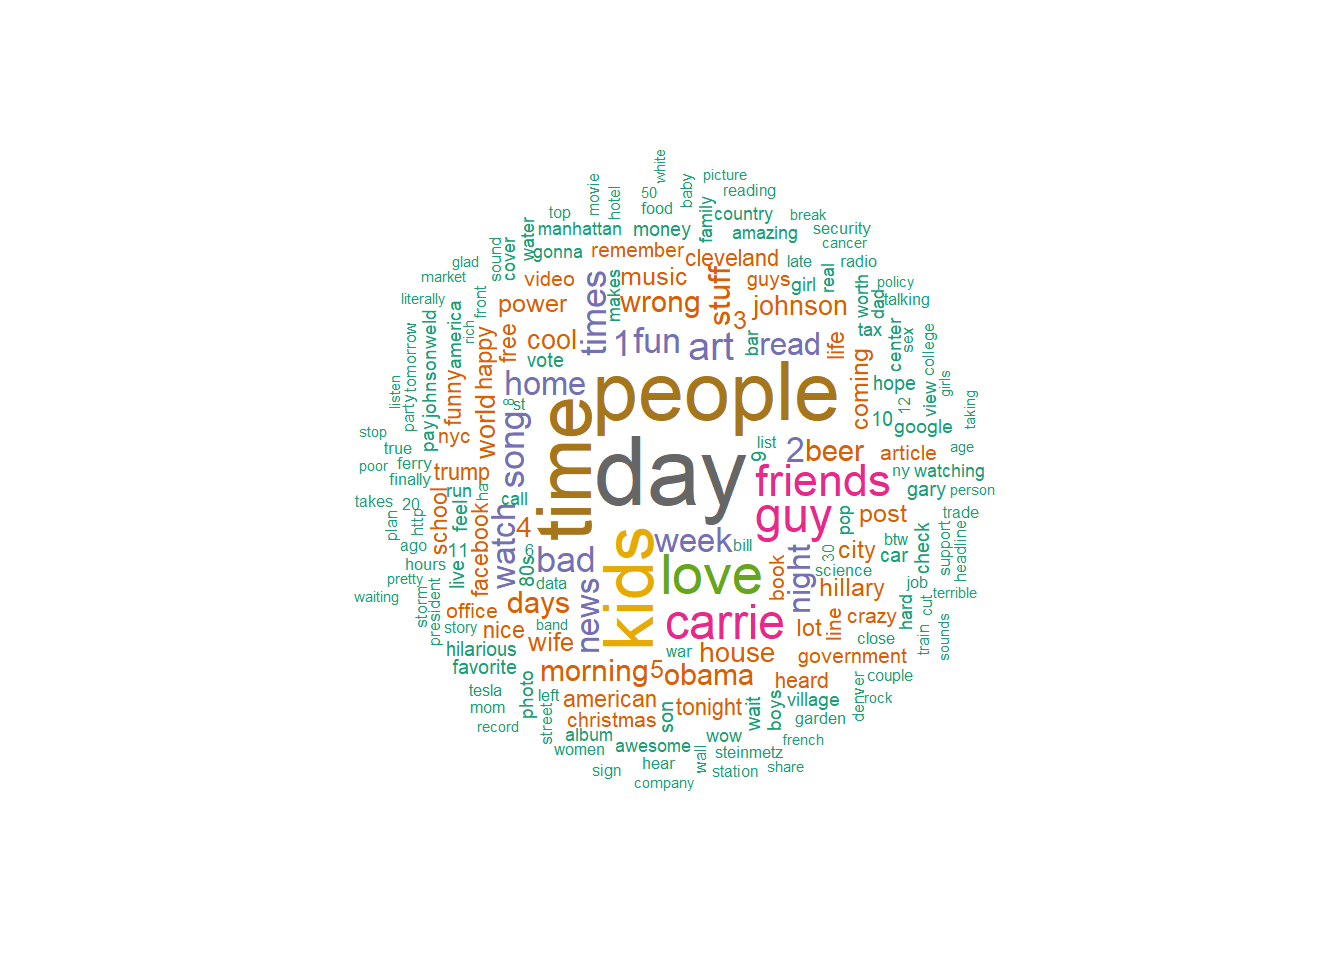 white
picture
movie
hotel
50
baby
reading
top
food
family
country
break
manhattan
money
amazing
security
water
gonna
remember
cleveland
late
cancer
radio
sound
cover
glad
video
music
stuff
guys
girl
real
worth
dad
policy
talking
market
literally
front
power
times
makes
wrong
3
johnson
tax
center
sex
college
rich
america
johnsonweld
tomorrow
party
listen
pay
funny
happy
world
free
cool
vote
1
fun
art
bar
read
life
coming
hope
view
girls
taking
home
8
st
people
10
12
google
stop
true
nyc
song
time
day
list
9
2
beer
article
age
poor
ferry
finally
trump
run
ha
call
friends
ny
watching
gary
person
takes
20
http
plan
school
feel
facebook
watch
4
guy
pop
post
trade
ago
hours
11
live
6
80s
bad
kids
week
bill
night
30
city
btw
car
check
support
headline
pretty
waiting
storm
president
data
news
love
book
science
hillary
job
hard
cut
terrible
office
days
story
nice
band
wife
carrie
lot
line
crazy
close
train
sounds
hilarious
favorite
war
house
government
morning
5
obama
heard
couple
tesla
mom
record
photo
left
street
american
christmas
son
tonight
wait
boys
village
garden
denver
rock
album
women
awesome
wow
wall
steinmetz
french
sign
hear
station
share
company